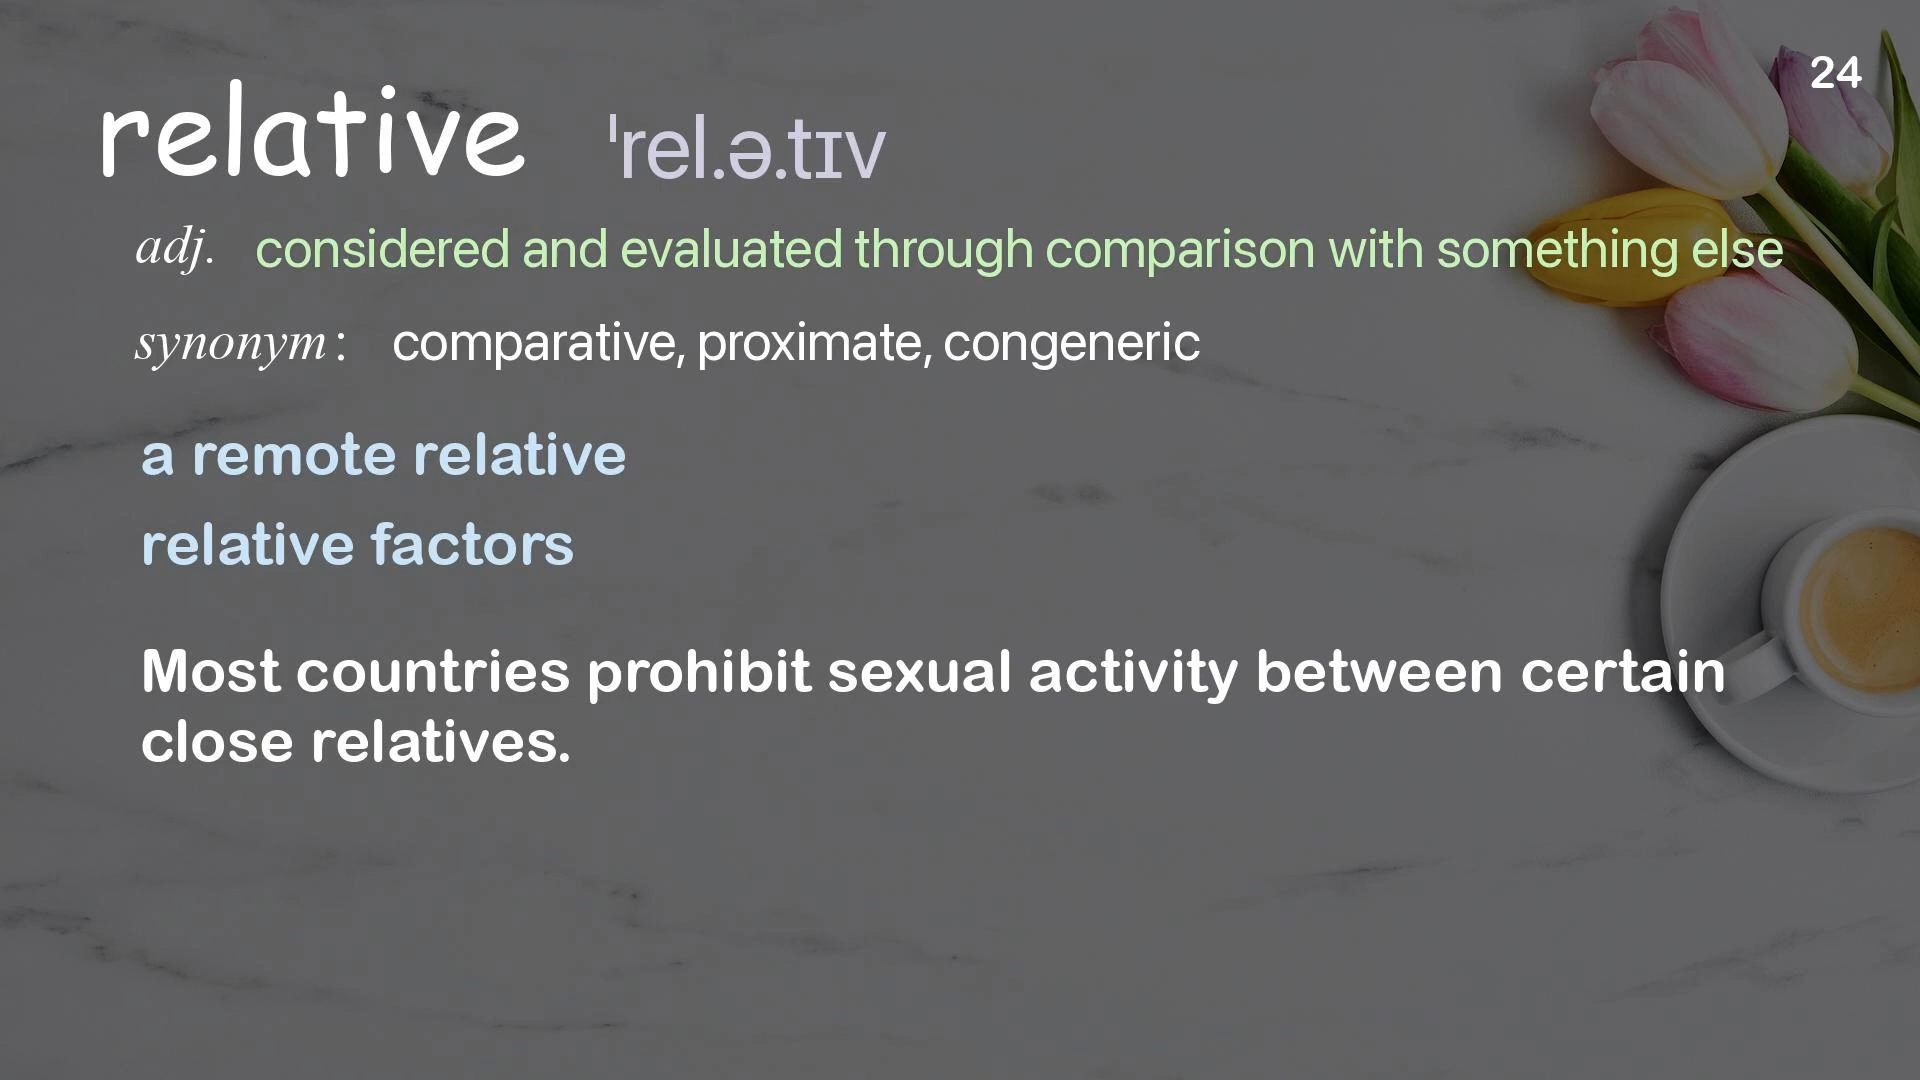 24
relative ˈrel.ə.tɪv
adj. considered and evaluated through comparison with something else
synonym: comparative, proximate, congeneric
a remote relative
relative factors
Most countries prohibit sexual activity between certain
close relatives.